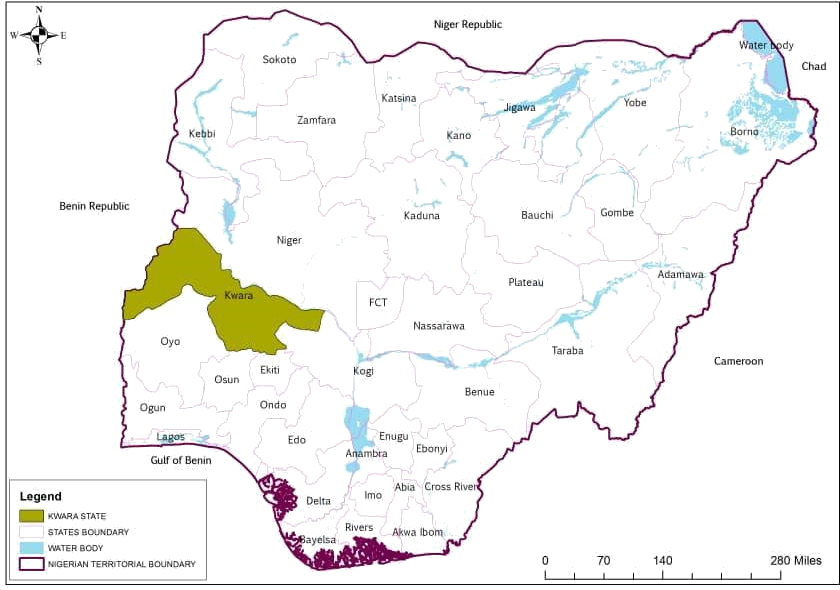 N
W E
S
Niger Republic
Water body
Chad
Sokoto
Katsina
Zamfara
Kebbi
Kano
Jigawa
Yobe
Borno
Benin Republic
Niger
Kaduna
Bauchi
Gombe
Kwara
FCT
Plateau
Adamawa
Nassarawa
Oyo
Taraba
Cameroon
Osun
Ekiti
Kogi
Ogun
Ondo
Benue
Lagos
Edo
Enugu
Anambra
Ebonyi
Gulf of Benin
Delta
Imo
Abia
Cross River
Bayelsa
Rivers
Akwa Ibom
Legend
KWARA STATE
STATES BOUNDARY
WATER BODY
NIGERIAN TERRITORIAL BOUNDARY
0 70 140 280 Miles